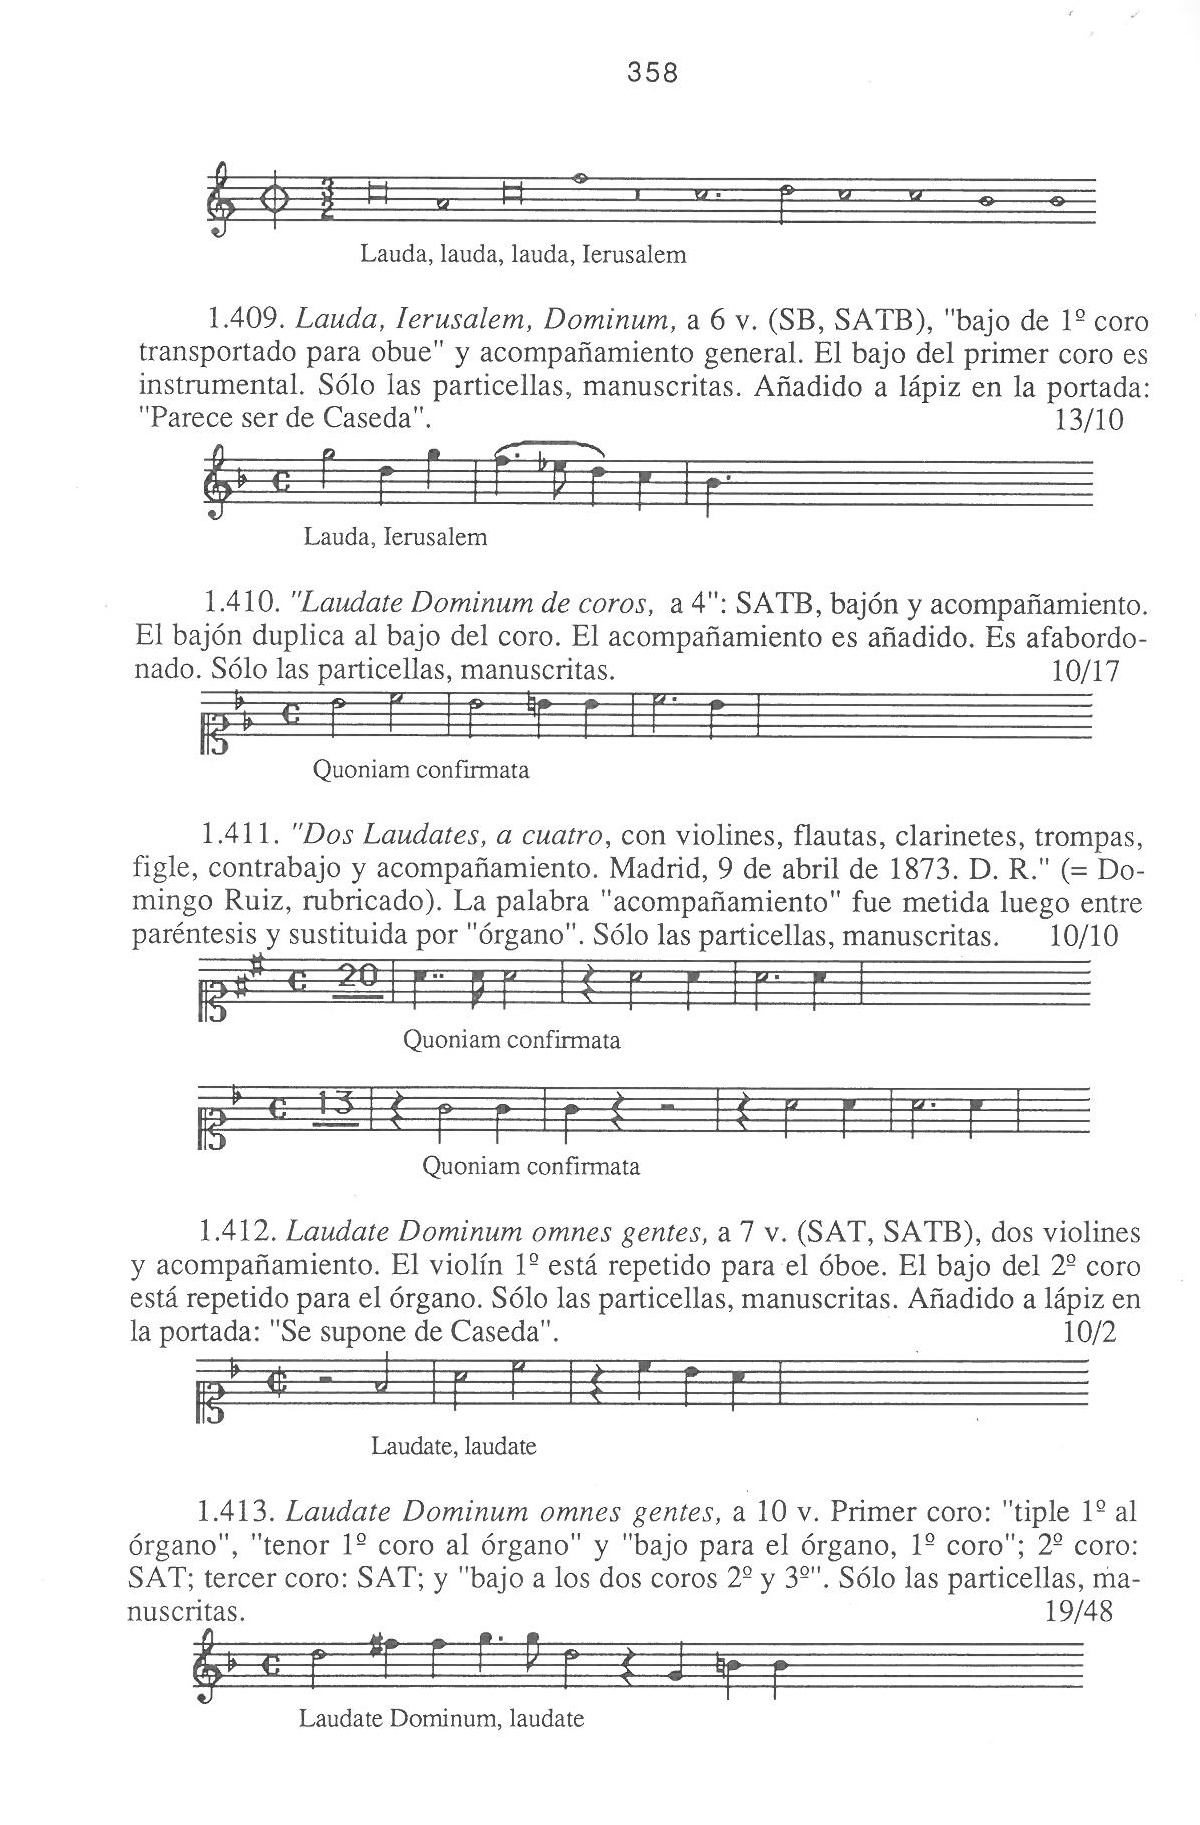 358
Lauda, lauda, lauda, Ierusalem
1.409. Lauda, Ierusalem, Dominum, a 6 v. (SB, SATB), "bajo de 1º coro
transportado para obue" y acompañamiento general. El bajo del primer coro es
instrumental. Sólo las particellas, manuscritas. Añadido a lápiz en la portada:
"Parece ser de Caseda". 13/10
Lauda, Ierusalem
1.410. "Laudate Dominum de coros, a 4": SATB, bajón y acompañamiento.
El bajón duplica al bajo del coro. El acompañamiento es añadido. Es afabordo-
nado. Sólo las particellas, manuscritas. 10/17
Quoniam confirmata
1.411. "Dos Laudates, a cuatro, con violines, flautas, clarinetes, trompas,
figle, contrabajo y acompañamiento. Madrid, 9 de abril de 1873. D. R." (= Do-
mingo Ruiz, rubricado). La palabra "acompañamiento" fue metida luego entre
paréntesis y sustituida por "órgano". Sólo las particellas, manuscritas. 10/10
20
Quoniam confirmata
13
Quoniam confirmata
1.412. Laudate Dominum omnes gentes, a 7 v. (SAT, SATB), dos violines
y acompañamiento. El violín 1º está repetido para el óboe. El bajo del 2º coro
está repetido para el órgano. Sólo las particellas, manuscritas. Añadido a lápiz en
la portada: "Se supone de Caseda". 10/2
Laudate, laudate
1.413. Laudate Dominum omnes gentes, a 10 v. Primer coro: "tiple 1º al
órgano", "tenor 1º coro al órgano" y "bajo para el órgano, 1º coro"; 2º coro:
SAT; tercer coro: SAT; y "bajo a los dos coros 2º y 3º". Sólo las particellas, ma-
nuscritas. 19/48
Laudate Dominum, laudate